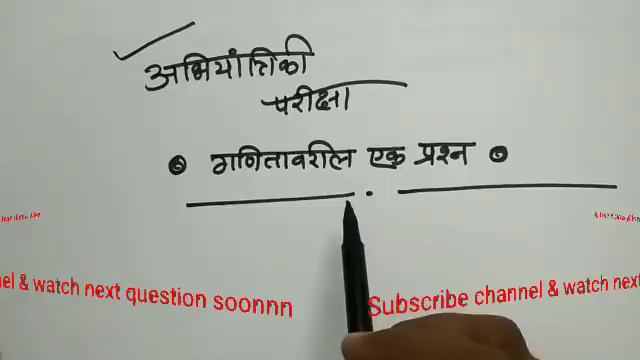 अभियांत्रिकी
परीक्षा
गणितावरील एक प्रश्न
el & watch next question soonnn
Subscribe channel & watch next